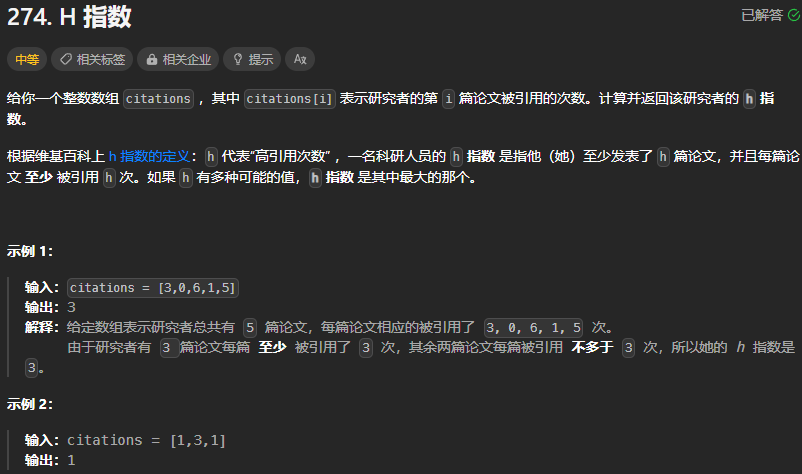 274. H 指数
已解答
中等 相关标签 相关企业 提示 Aa
给你一个整数数组 citations ，其中 citations[i] 表示研究者的第 i 篇论文被引用的次数。计算并返回该研究者的 h 指
数。
根据维基百科上 h 指数的定义：h 代表“高引用次数” ，一名科研人员的 h 指数 是指他（她）至少发表了 h 篇论文，并且每篇论
文 至少 被引用 h 次。如果 h 有多种可能的值，h 指数 是其中最大的那个。
示例 1：
输入：citations = [3,0,6,1,5]
输出：3
解释：给定数组表示研究者总共有 5 篇论文，每篇论文相应的被引用了 3, 0, 6, 1, 5 次。
由于研究者有 3 篇论文每篇 至少 被引用了 3 次，其余两篇论文每篇被引用 不多于 3 次，所以她的 h 指数是
3。
示例 2：
输入：citations = [1,3,1]
输出：1